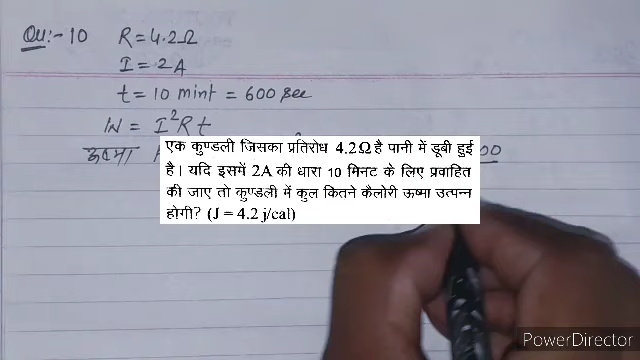 Qu:- 10 R = 4.2Ω
I = 2A
t = 10 mint = 600 sec
W = I²Rt
ऊष्मा
00
एक कुण्डली जिसका प्रतिरोध 4.2Ω है पानी में डूबी हुई
है। यदि इसमें 2A की धारा 10 मिनट के लिए प्रवाहित
की जाए तो कुण्डली में कुल कितने कैलोरी ऊष्मा उत्पन्न
होगी? (J = 4.2 j/cal)
PowerDirector